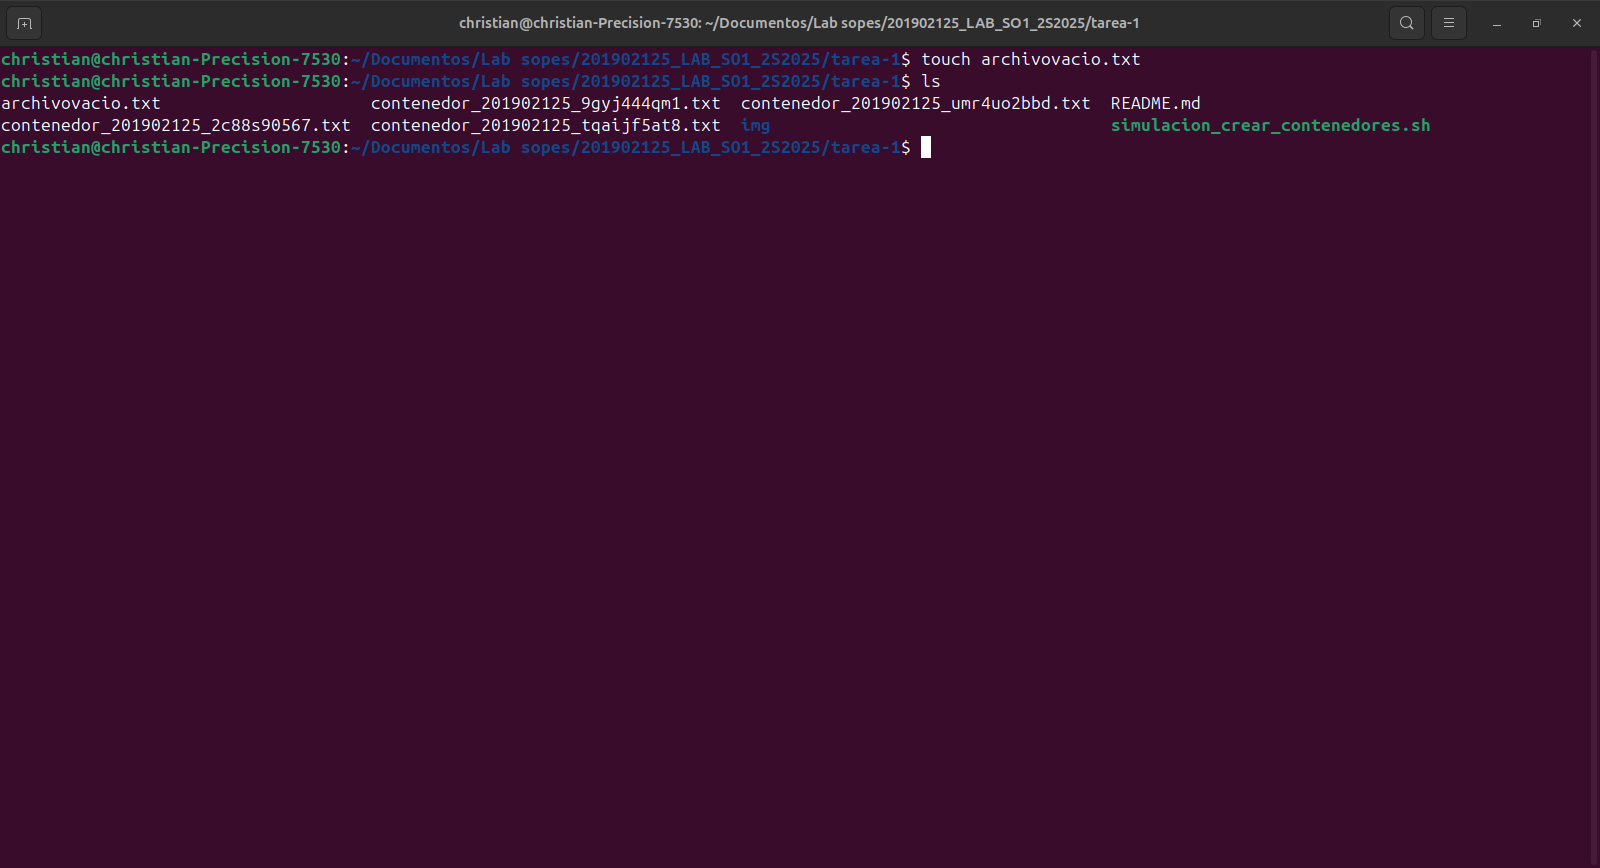 christian@christian-Precision-7530: ~/Documentos/Lab sopes/201902125_LAB_SO1_2S2025/tarea-1
christian@christian-Precision-7530:~/Documentos/Lab sopes/201902125_LAB_SO1_2S2025/tarea-1$ touch archivovacio.txt
christian@christian-Precision-7530:~/Documentos/Lab sopes/201902125_LAB_SO1_2S2025/tarea-1$ ls
archivovacio.txt contenedor_201902125_9gyj444qm1.txt contenedor_201902125_umr4uo2bbd.txt README.md
contenedor_201902125_2c88s90567.txt contenedor_201902125_tqaijf5at8.txt img simulacion_crear_contenedores.sh
christian@christian-Precision-7530:~/Documentos/Lab sopes/201902125_LAB_SO1_2S2025/tarea-1$